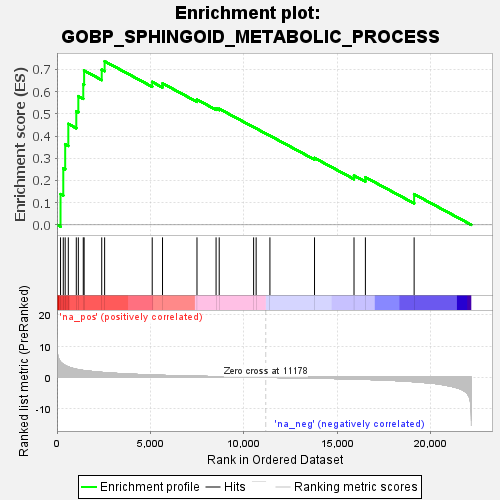 Enrichment plot:
GOBP_SPHINGOID_METABOLIC_PROCESS
Enrichment score (ES)
0.7
0.6
0.5
0.4
0.3
0.2
0.1
0.0
'na_pos' (positively correlated)
Ranked list metric (PreRanked)
20
10
0
-10
Zero cross at 11178
'na_neg' (negatively correlated)
0
5,000
10,000
15,000
20,000
Rank in Ordered Dataset
Enrichment profile
Hits
Ranking metric scores